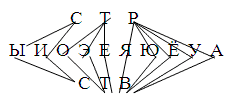 С Т Р
Ы И О Э Е Я Ю Ё У А
С Т В